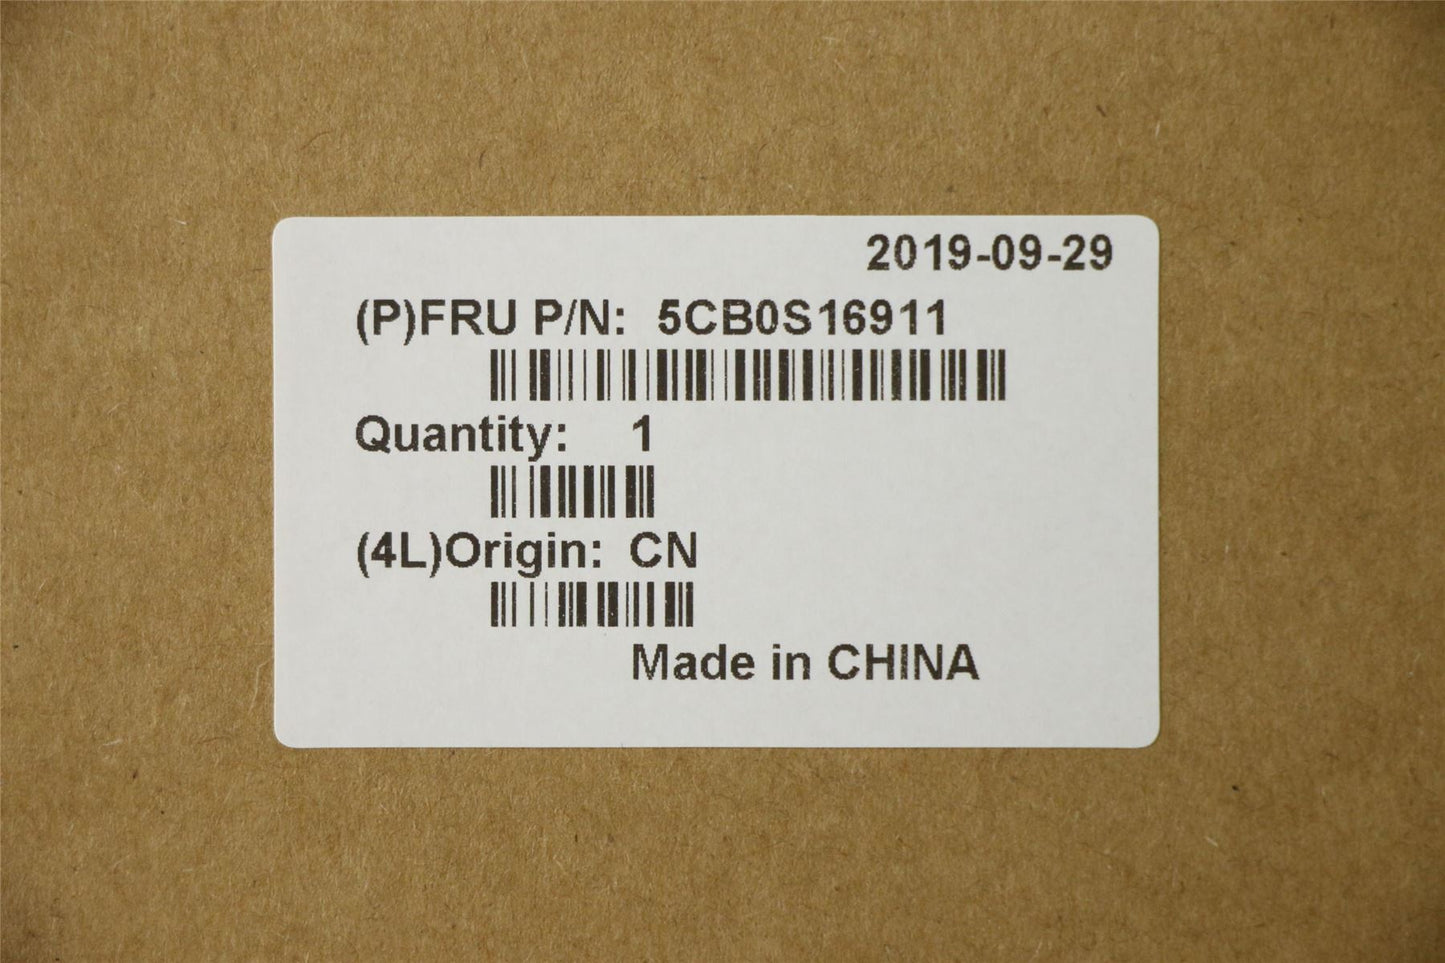 2019-09-29
(P)FRU P/N: 5CB0S16911
Quantity: 1
(4L)Origin: CN
Made in CHINA